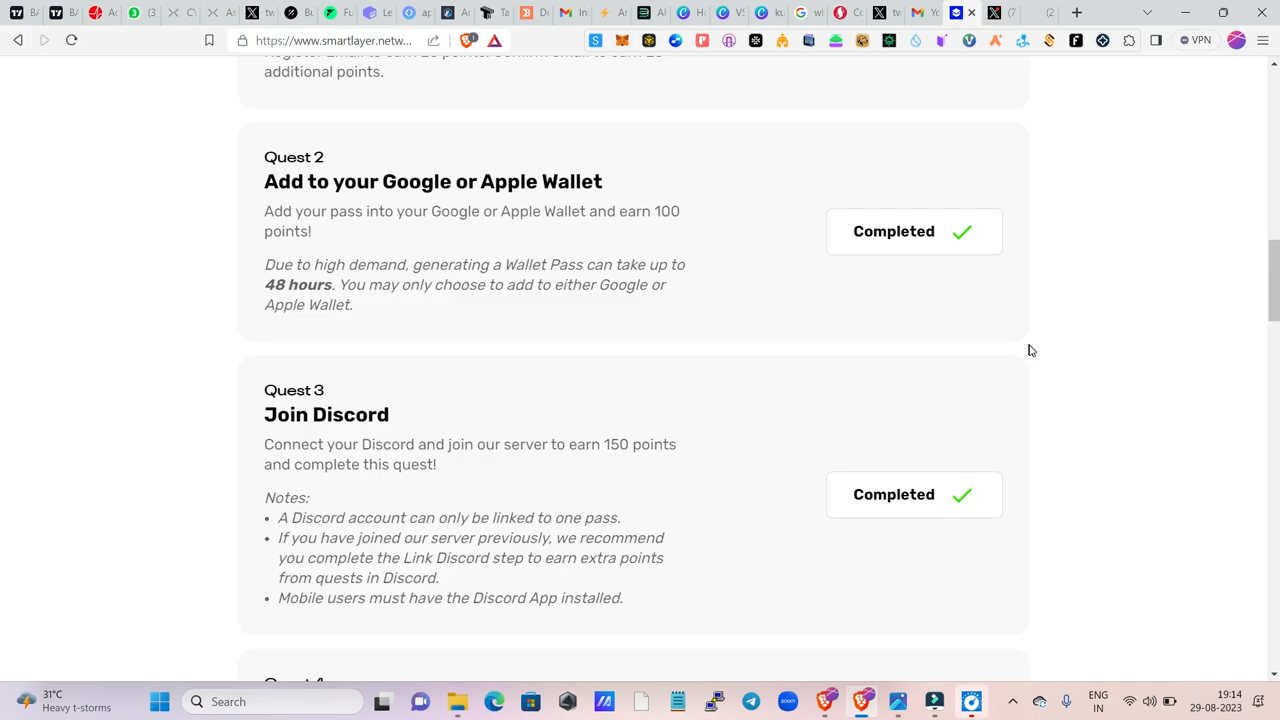 https://www.smartlayer.netw...
VPN
additional points.
Quest 2
Add to your Google or Apple Wallet
Add your pass into your Google or Apple Wallet and earn 100
points!
Due to high demand, generating a Wallet Pass can take up to
48 hours. You may only choose to add to either Google or
Apple Wallet.
Completed
Quest 3
Join Discord
Connect your Discord and join our server to earn 150 points
and complete this quest!
Notes:
• A Discord account can only be linked to one pass.
• If you have joined our server previously, we recommend
you complete the Link Discord step to earn extra points
from quests in Discord.
• Mobile users must have the Discord App installed.
Completed
31°C
Heavy t-storms
Search
ENG
IN
19:14
29-08-2023